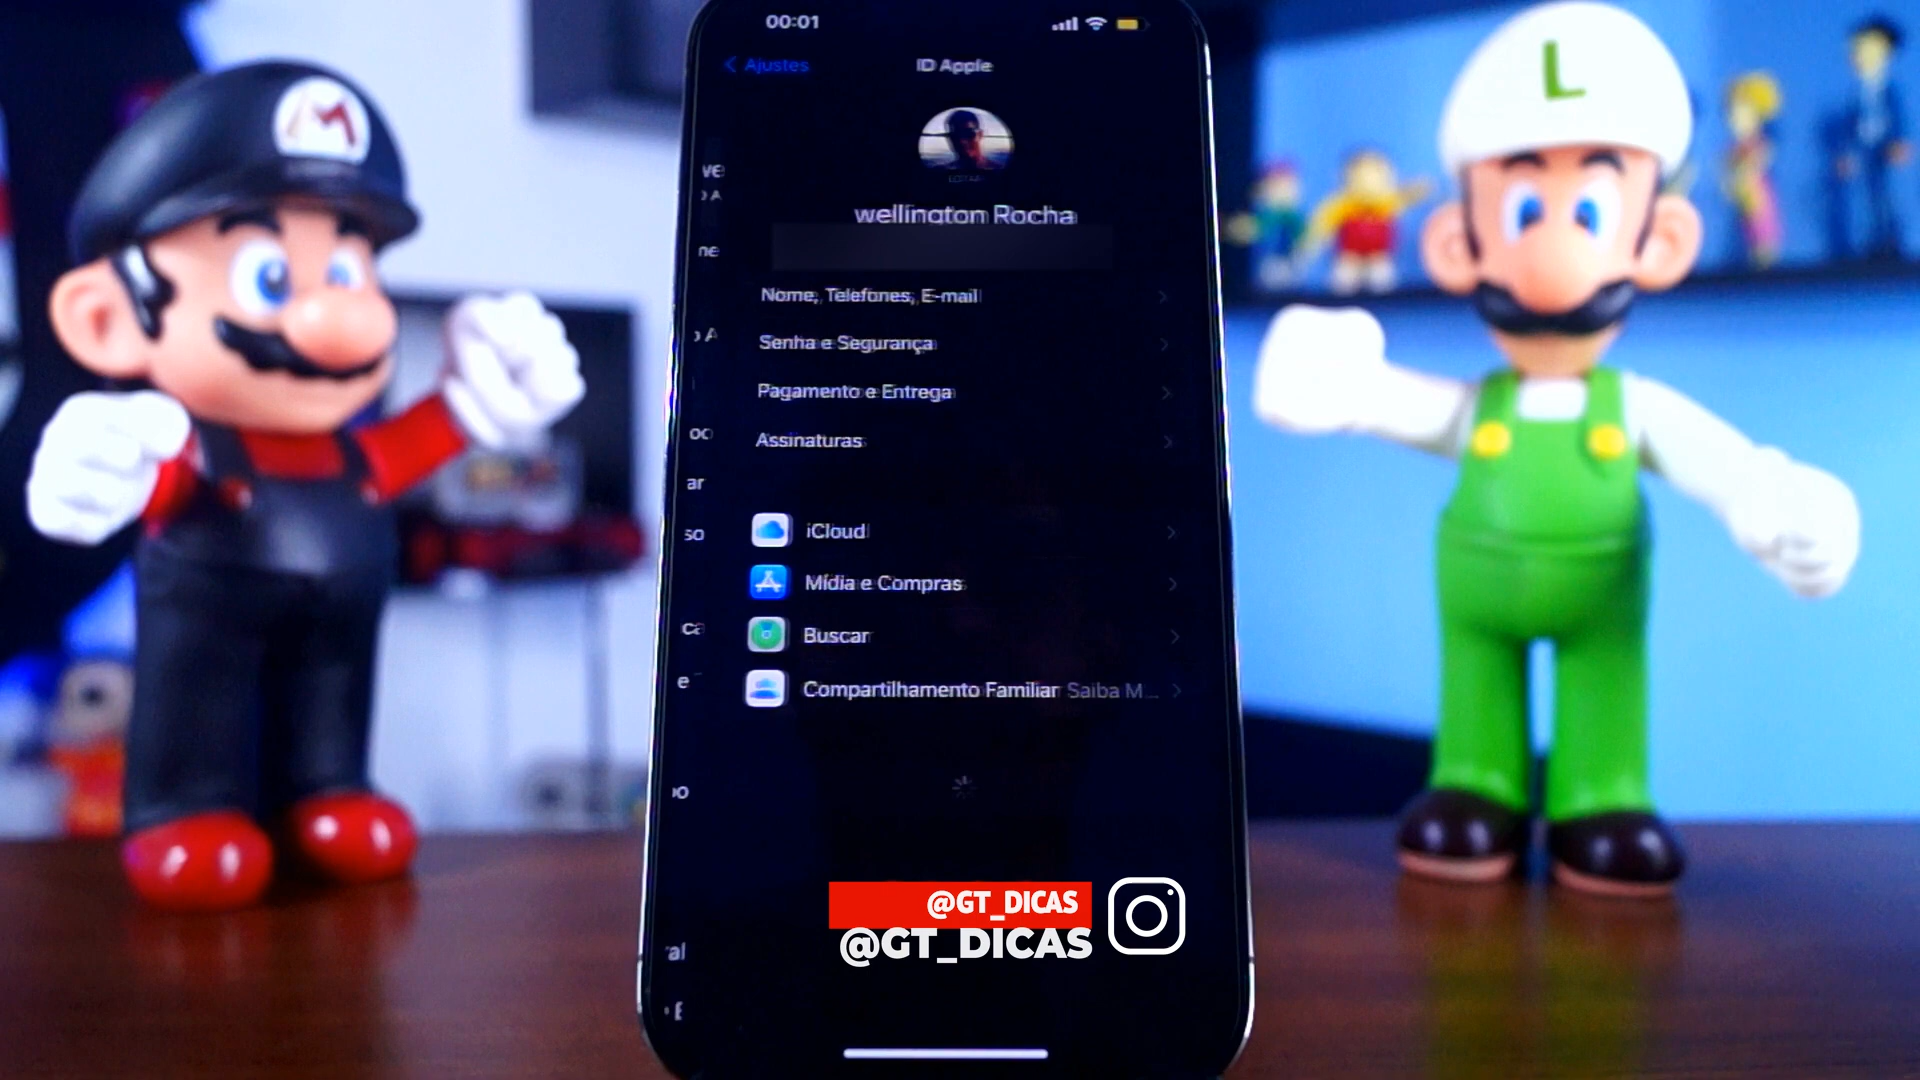 00:01
Ajustes
ID Apple
wellington Rocha
Nome, Telefones, E-mail
Senha e Segurança
Pagamento e Entrega
Assinaturas
iCloud
Mídia e Compras
Buscar
Compartilhamento Familiar Saiba M...
@GT_DICAS
@GT_DICAS
M
L